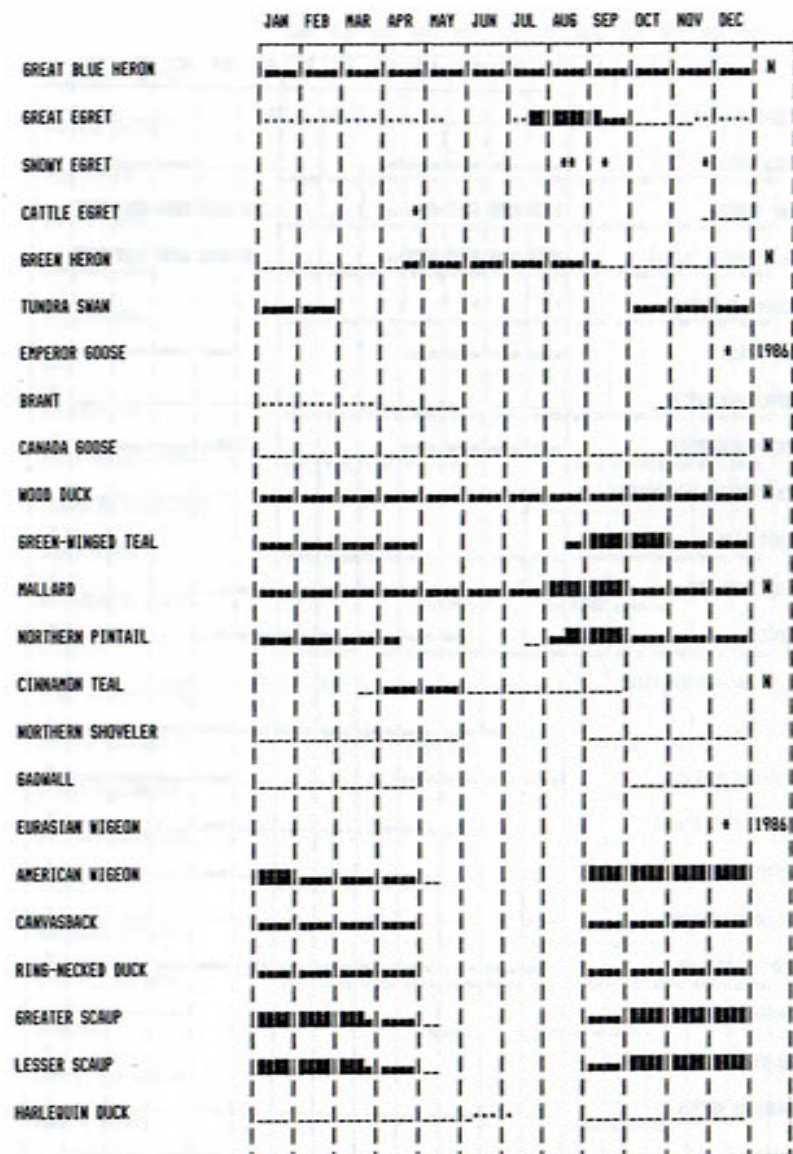 JAN FEB MAR APR MAY JUN JUL AUG SEP OCT NOV DEC
GREAT BLUE HERON N
GREAT EGRET
SNOWY EGRET
CATTLE EGRET
GREEN HERON N
TUNDRA SWAN
EMPEROR GOOSE 1986
BRANT
CANADA GOOSE N
WOOD DUCK N
GREEN-WINGED TEAL
MALLARD N
NORTHERN PINTAIL
CINNAMON TEAL N
NORTHERN SHOVELER
GADWALL
EURASIAN WIGEON 1986
AMERICAN WIGEON
CANVASBACK
RING-NECKED DUCK
GREATER SCAUP
LESSER SCAUP
HARLEQUIN DUCK